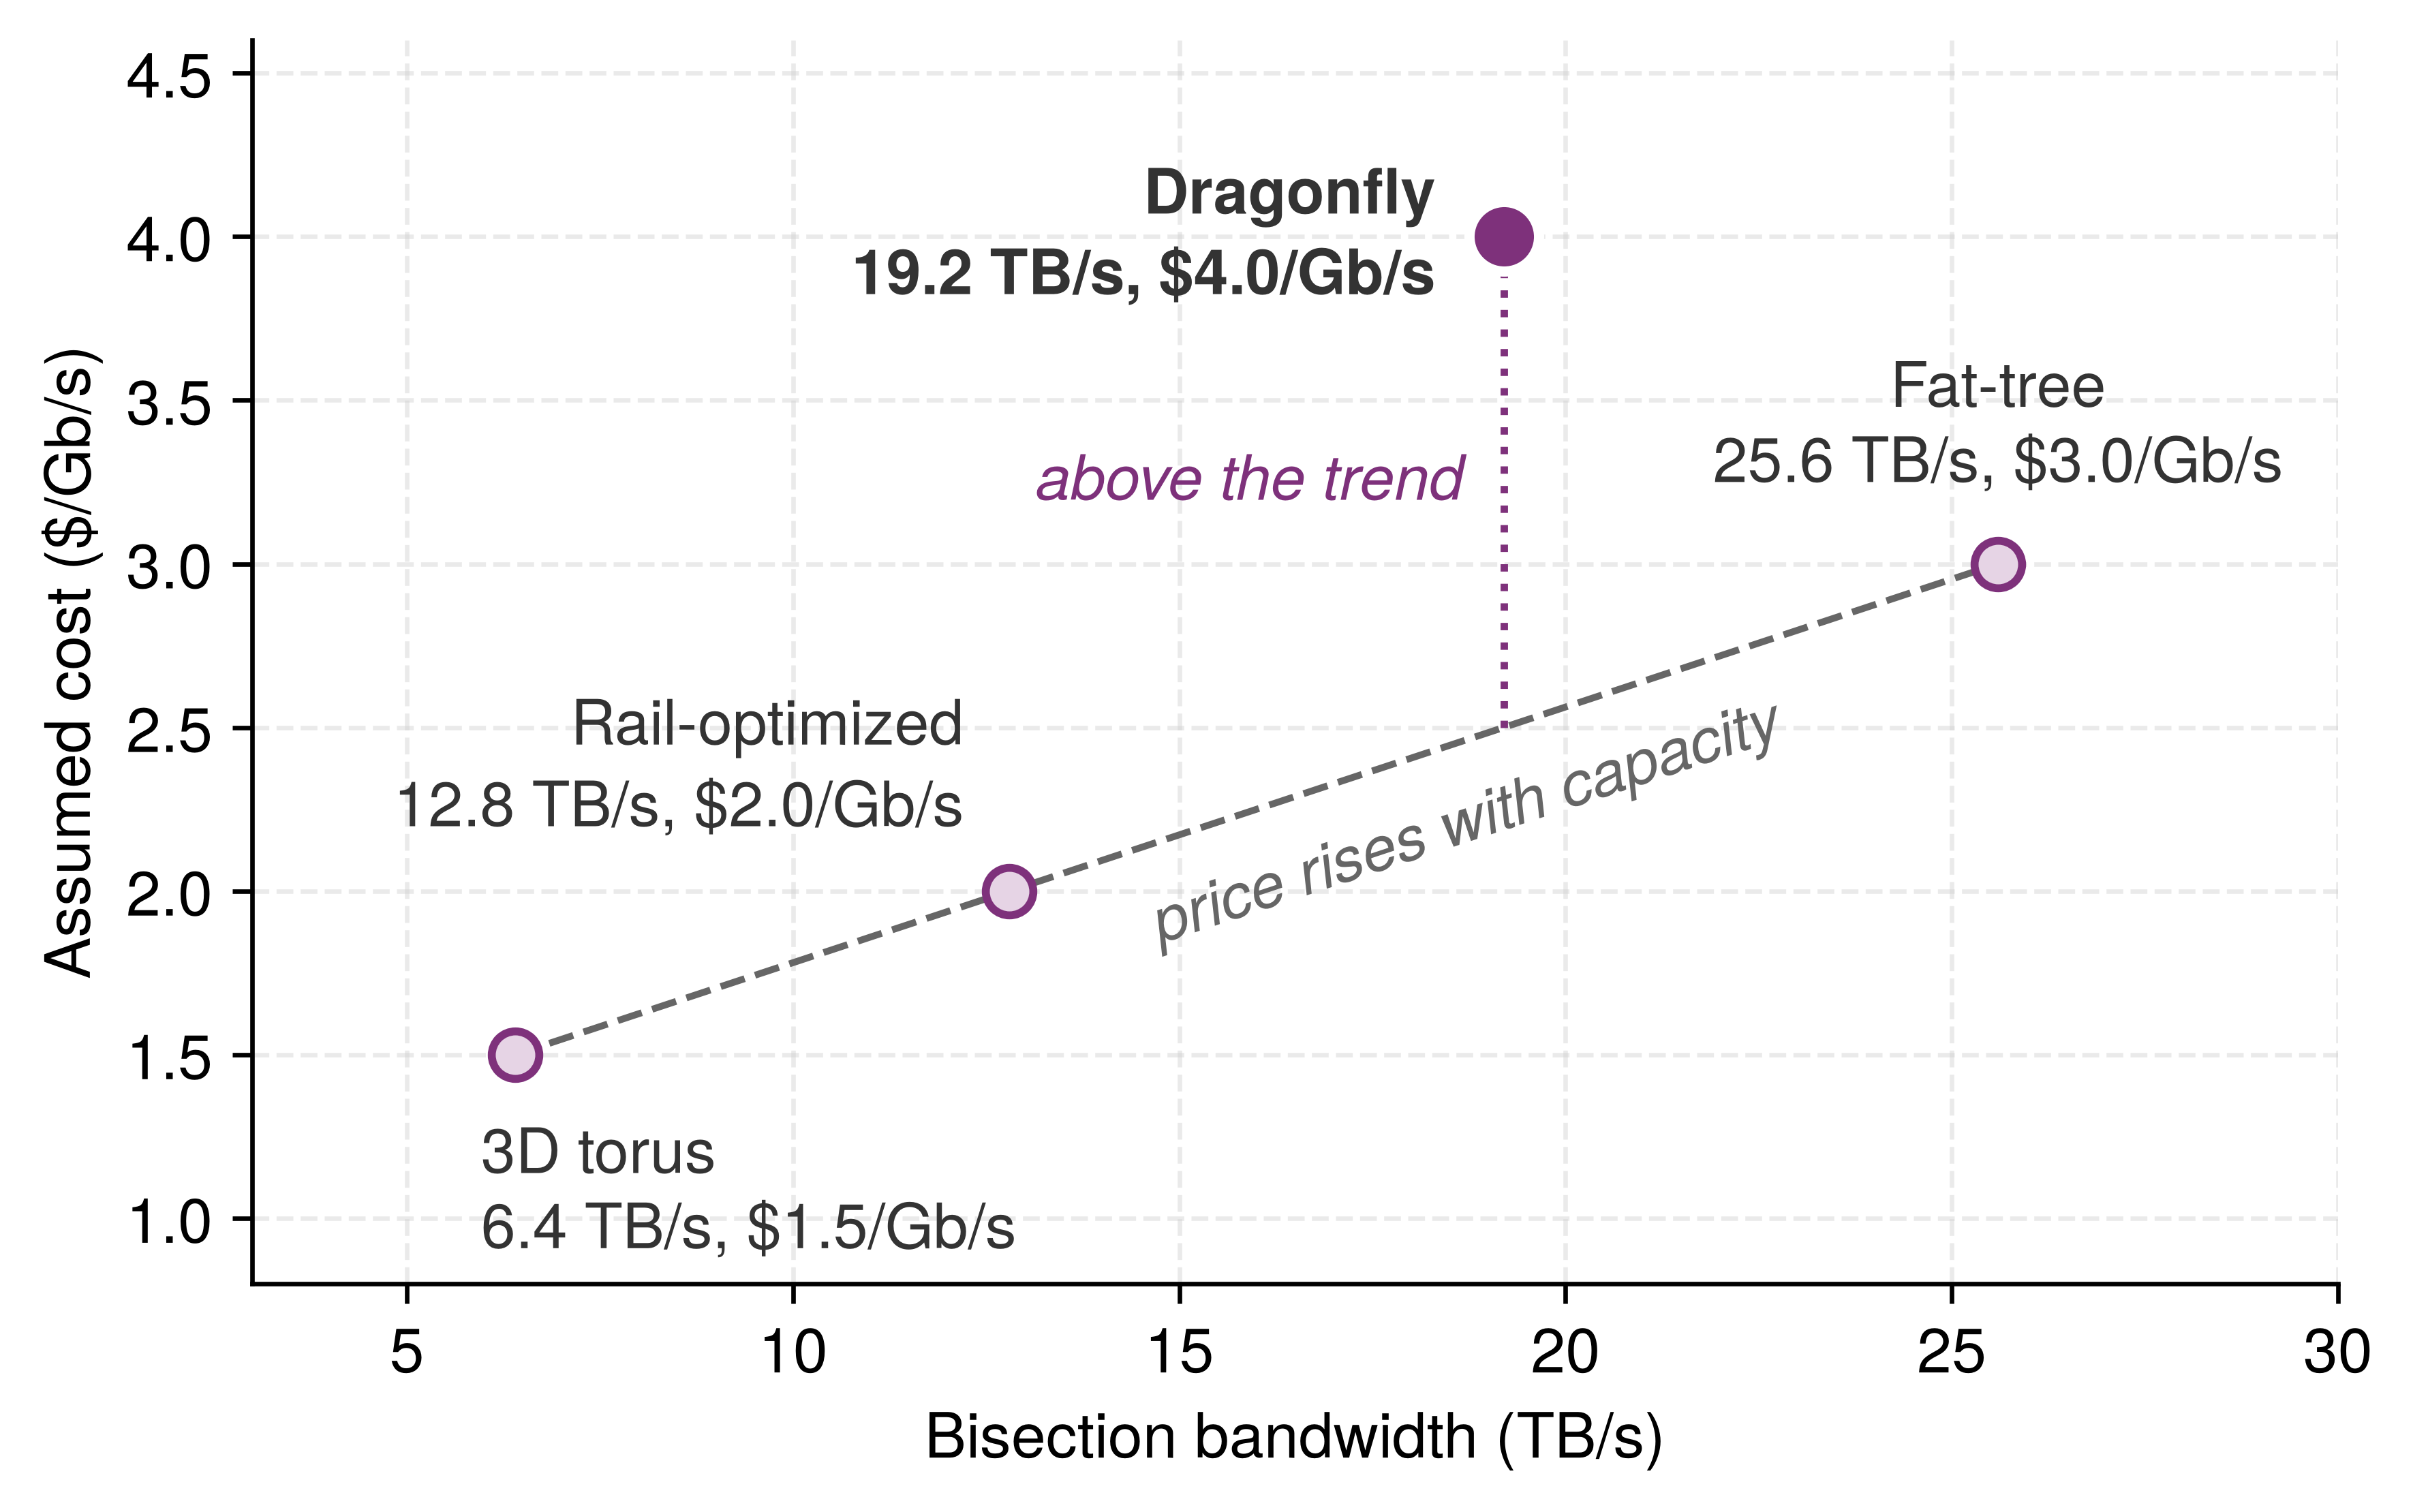 4.5
4.0
3.5
3.0
2.5
2.0
1.5
1.0
Assumed cost ($/Gb/s)
Dragonfly
19.2 TB/s, $4.0/Gb/s
above the trend
Fat-tree
25.6 TB/s, $3.0/Gb/s
Rail-optimized
12.8 TB/s, $2.0/Gb/s
price rises with capacity
3D torus
6.4 TB/s, $1.5/Gb/s
5 10 15 20 25 30
Bisection bandwidth (TB/s)